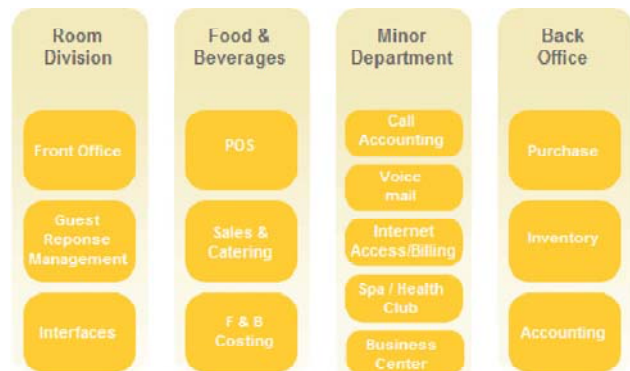 Room
Division
Front Office
Guest
Reponse
Management
Interfaces
Food &
Beverages
POS
Sales &
Catering
F & B
Costing
Minor
Department
Call
Accounting
Voice
mail
Internet
Access/Billing
Spa / Health
Club
Business
Center
Back
Office
Purchase
Inventory
Accounting